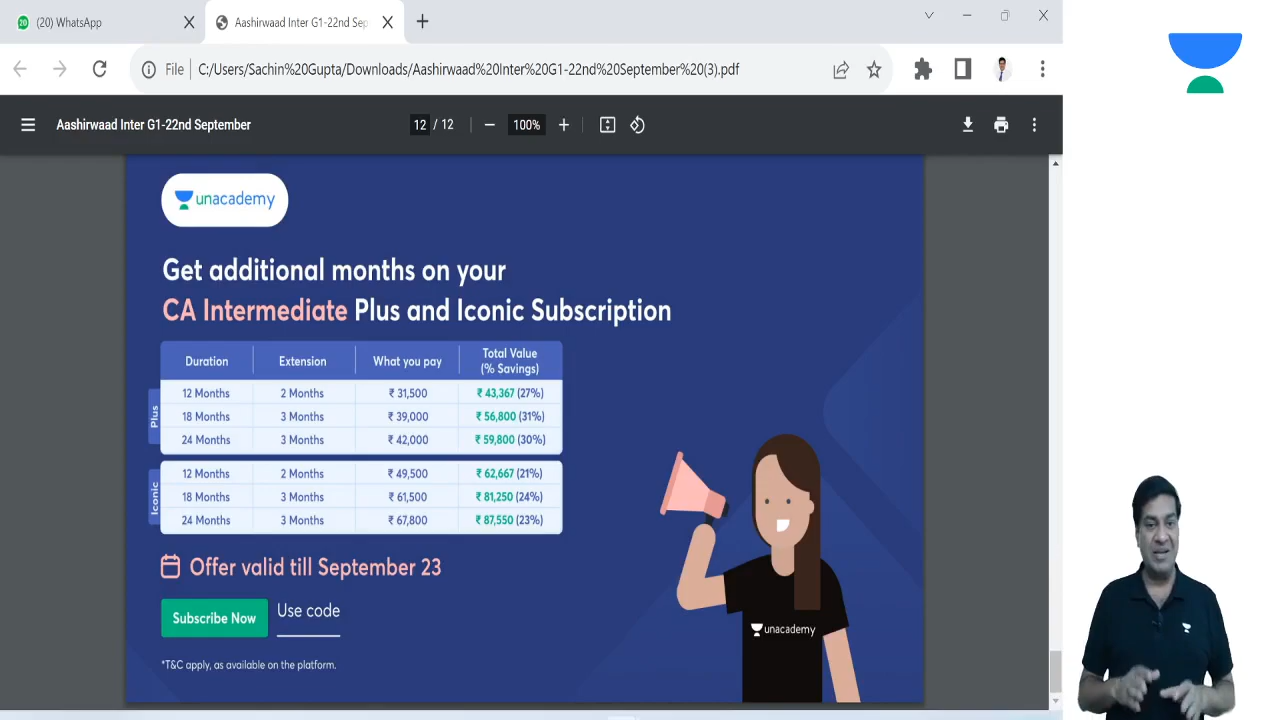 (20) WhatsApp
Aashirwaad Inter G1-22nd Sep
File C:/Users/Sachin%20Gupta/Downloads/Aashirwaad%20Inter%20G1-22nd%20September%20(3).pdf
Aashirwaad Inter G1-22nd September 12 / 12 − 100% +
unacademy
Get additional months on your
CA Intermediate Plus and Iconic Subscription
Duration Extension What you pay Total Value (% Savings)
Plus
12 Months 2 Months ₹ 31,500 ₹ 43,367 (27%)
18 Months 3 Months ₹ 39,000 ₹ 56,800 (31%)
24 Months 3 Months ₹ 42,000 ₹ 59,800 (30%)
Iconic
12 Months 2 Months ₹ 49,500 ₹ 62,667 (21%)
18 Months 3 Months ₹ 61,500 ₹ 81,250 (24%)
24 Months 3 Months ₹ 67,800 ₹ 87,550 (23%)
Offer valid till September 23
Subscribe Now Use code
*T&C apply, as available on the platform.
unacademy